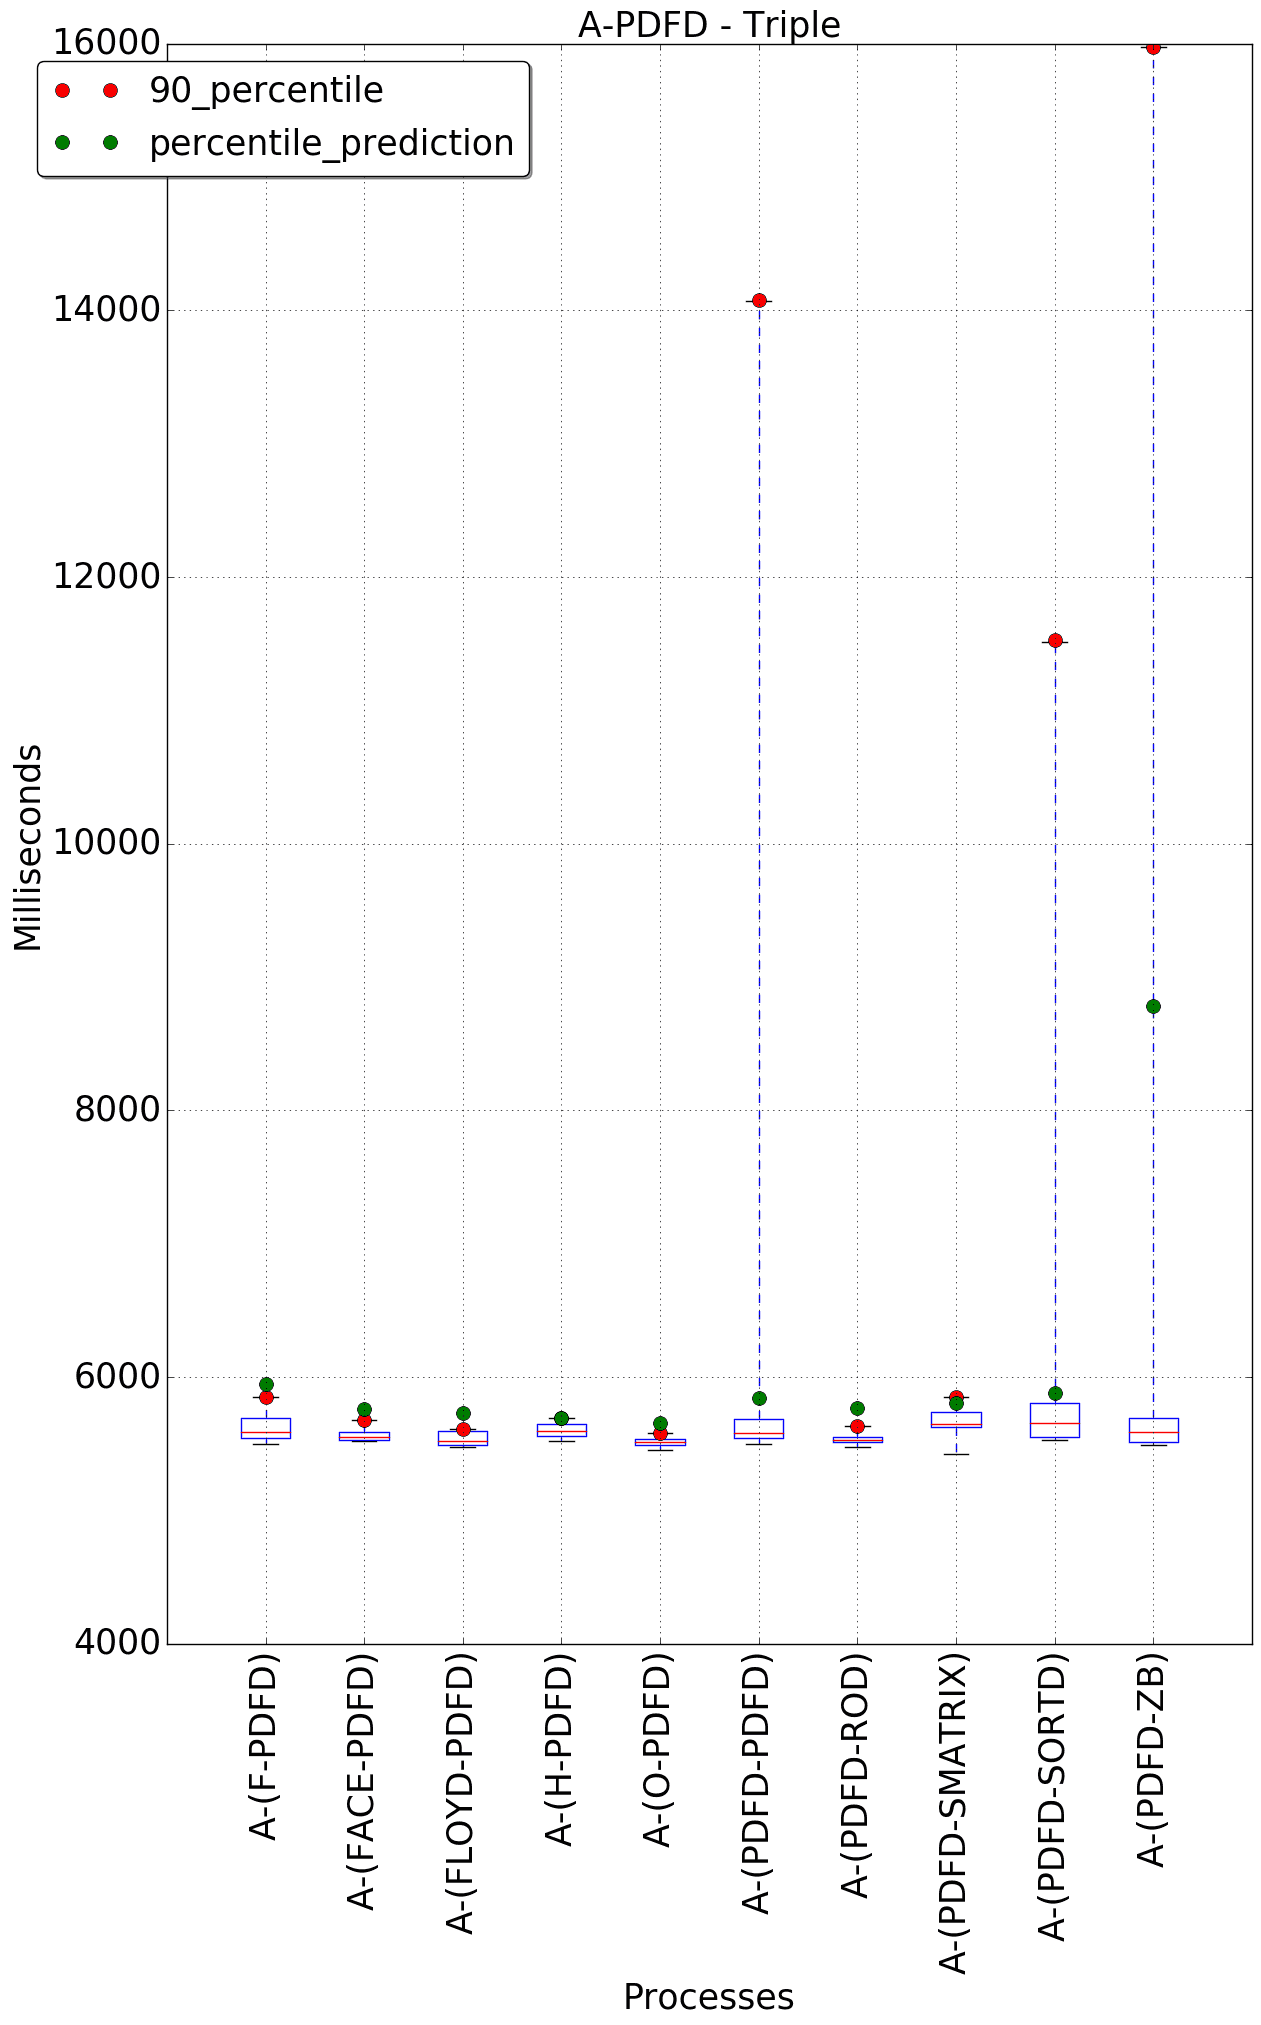 A-PDFD - Triple
90_percentile
percentile_prediction
16000
14000
12000
10000
8000
6000
4000
Milliseconds
A-(F-PDFD)
A-(FACE-PDFD)
A-(FLOYD-PDFD)
A-(H-PDFD)
A-(O-PDFD)
A-(PDFD-PDFD)
A-(PDFD-ROD)
A-(PDFD-SMATRIX)
A-(PDFD-SORTD)
A-(PDFD-ZB)
Processes